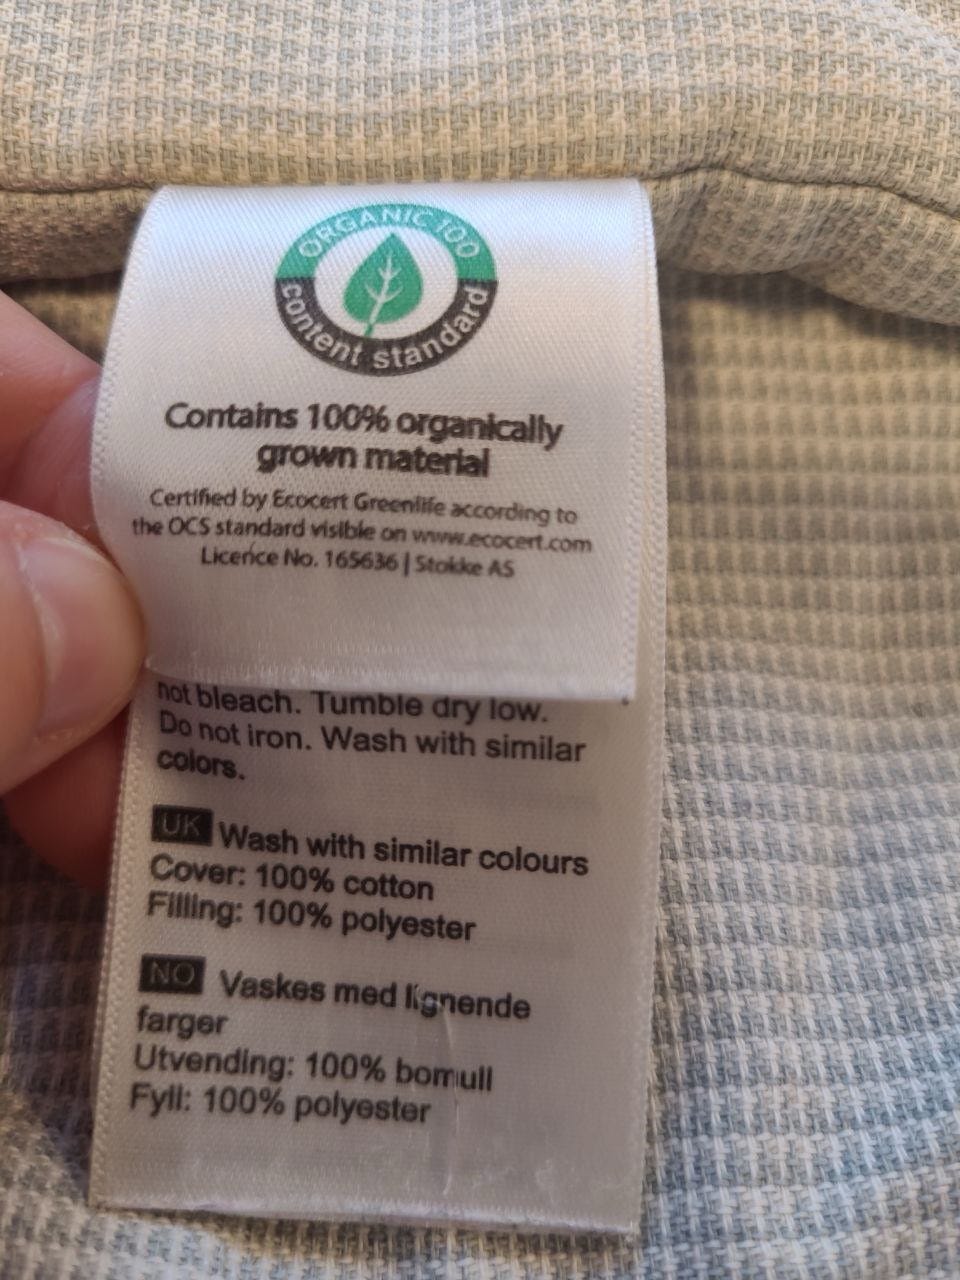 ORGANIC 100
content standard
Contains 100% organically
grown material
Certified by Ecocert Greenlife according to
the OCS standard visible on www.ecocert.com
Licence No. 165636 | Stokke AS
not bleach. Tumble dry low.
Do not iron. Wash with similar
colors.
UK Wash with similar colours
Cover: 100% cotton
Filling: 100% polyester
NO Vaskes med lignende
farger
Utvending: 100% bomull
Fyll: 100% polyester